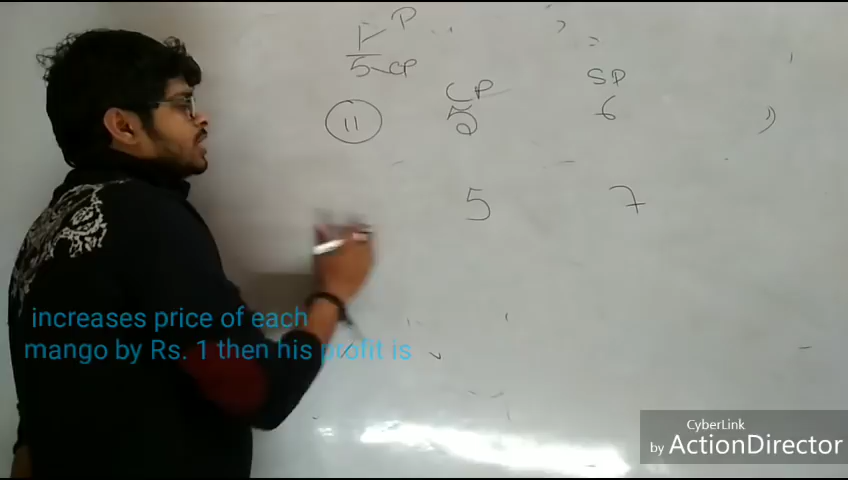 1 P
5 CP
CP SP
11 5 6
5 7
increases price of each
mango by Rs. 1 then his profit is
CyberLink
by ActionDirector